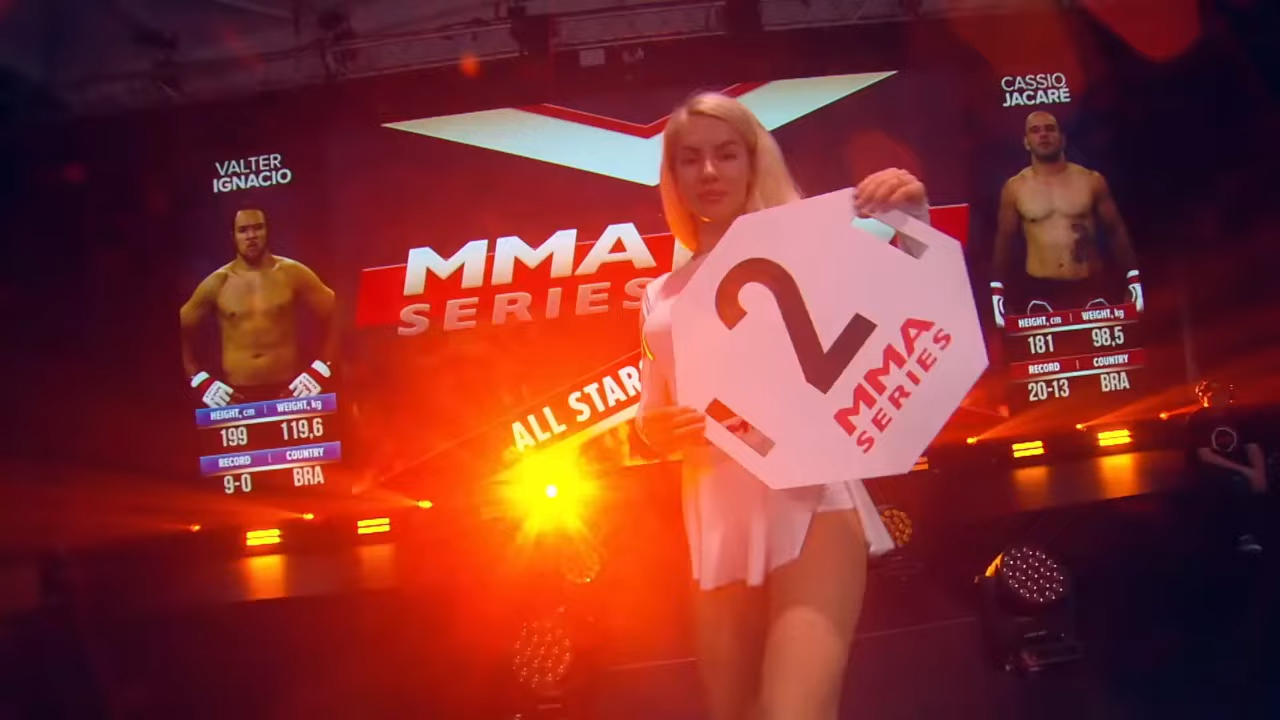 VALTER
IGNACIO
HEIGHT, cm WEIGHT, kg
199 119,6
RECORD COUNTRY
9-0 BRA
MMA
SERIES
ALL STARS
2
MMA
SERIES
CASSIO
JACARÉ
HEIGHT, cm WEIGHT, kg
181 98,5
RECORD COUNTRY
20-13 BRA